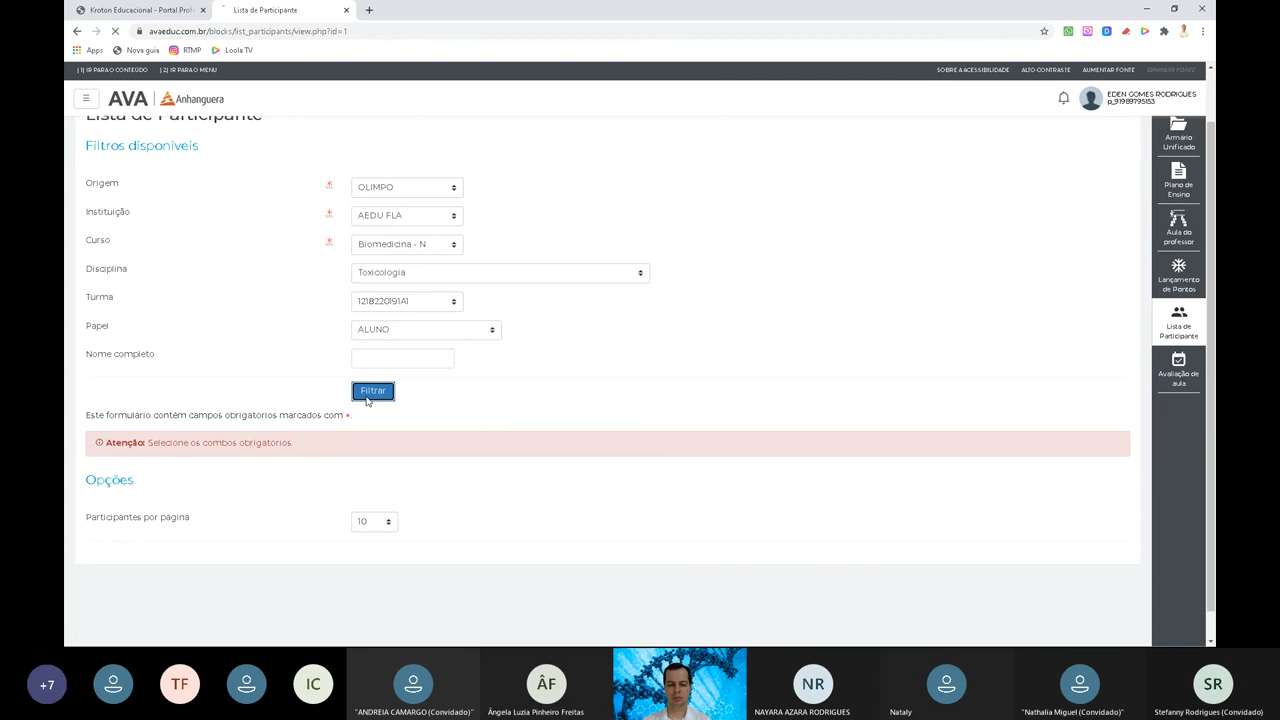 Kroton Educacional - Portal Prof
Lista de Participante
avaeduc.com.br/blocks/list_participants/view.php?id=1
Apps
Nova guia
RTMP
Loola TV
[1] IR PARA O CONTEÚDO
[2] IR PARA O MENU
SOBRE A ACESSIBILIDADE
ALTO CONTRASTE
AUMENTAR FONTE
DIMINUIR FONTE
AVA
Anhanguera
EDEN GOMES RODRIGUES
p_91989795153
Lista de Participante
Filtros disponíveis
Origem
OLIMPO
Instituição
AEDU FLA
Curso
Biomedicina - N
Disciplina
Toxicologia
Turma
1218220191A1
Papel
ALUNO
Nome completo
Filtrar
Este formulário contém campos obrigatórios marcados com *.
Atenção: Selecione os combos obrigatórios.
Opções
Participantes por página
10
Armário
Unificado
Plano de
Ensino
Aula do
professor
Lançamento
de Pontos
Lista de
Participante
Avaliação de
aula
+7
TF
IC
"ANDREIA CAMARGO (Convidado)"
ÂF
Ângela Luzia Pinheiro Freitas
NR
NAYARA AZARA RODRIGUES
Nataly
"Nathalia Miguel (Convidado)"
SR
Stefanny Rodrigues (Convidado)